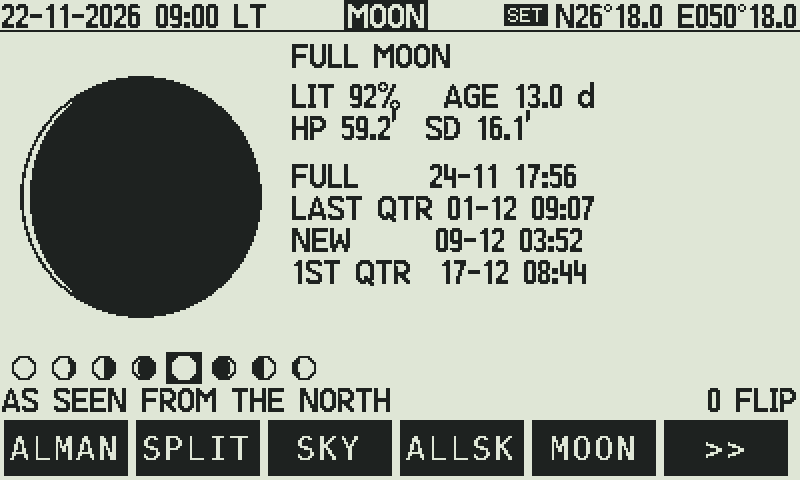 22-11-2026 09:00 LT MOON SET N26°18.0 E050°18.0
FULL MOON
LIT 92% AGE 13.0 d
HP 59.2' SD 16.1'
FULL 24-11 17:56
LAST QTR 01-12 09:07
NEW 09-12 03:52
1ST QTR 17-12 08:44
AS SEEN FROM THE NORTH 0 FLIP
ALMAN SPLIT SKY ALLSK MOON >>